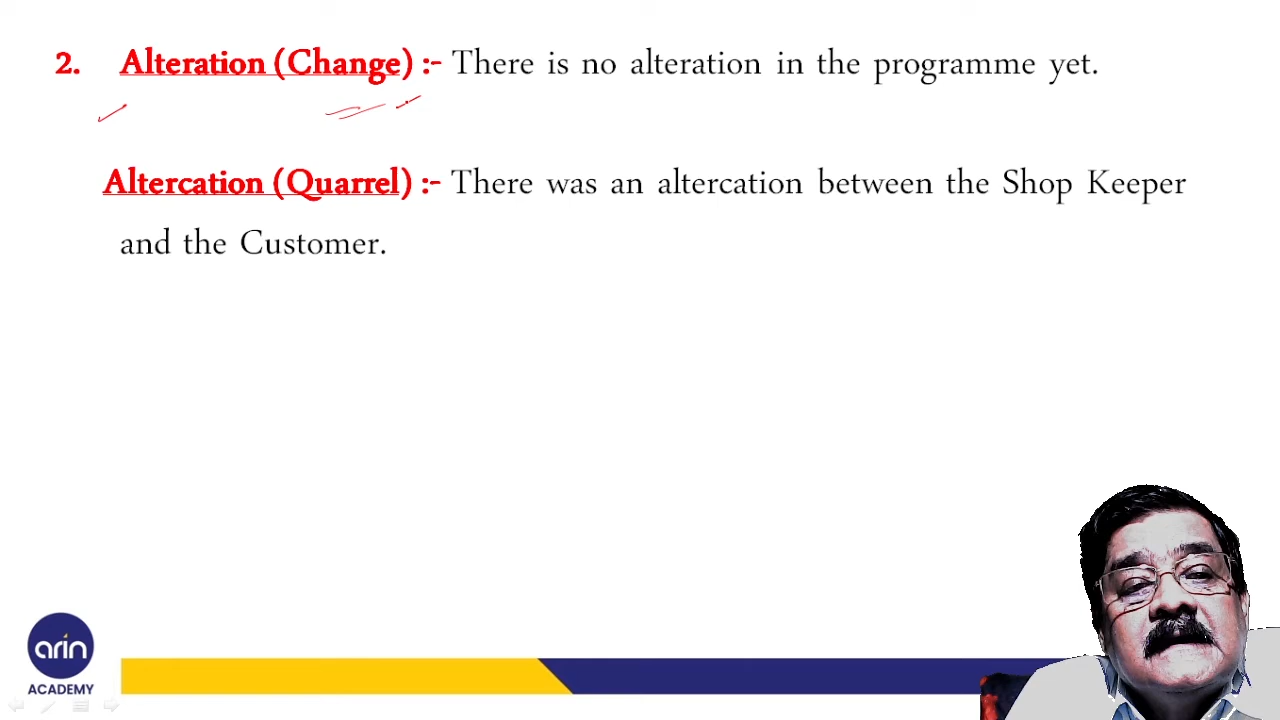 2. Alteration (Change) :- There is no alteration in the programme yet.
Altercation (Quarrel) :- There was an altercation between the Shop Keeper
and the Customer.
arin
ACADEMY